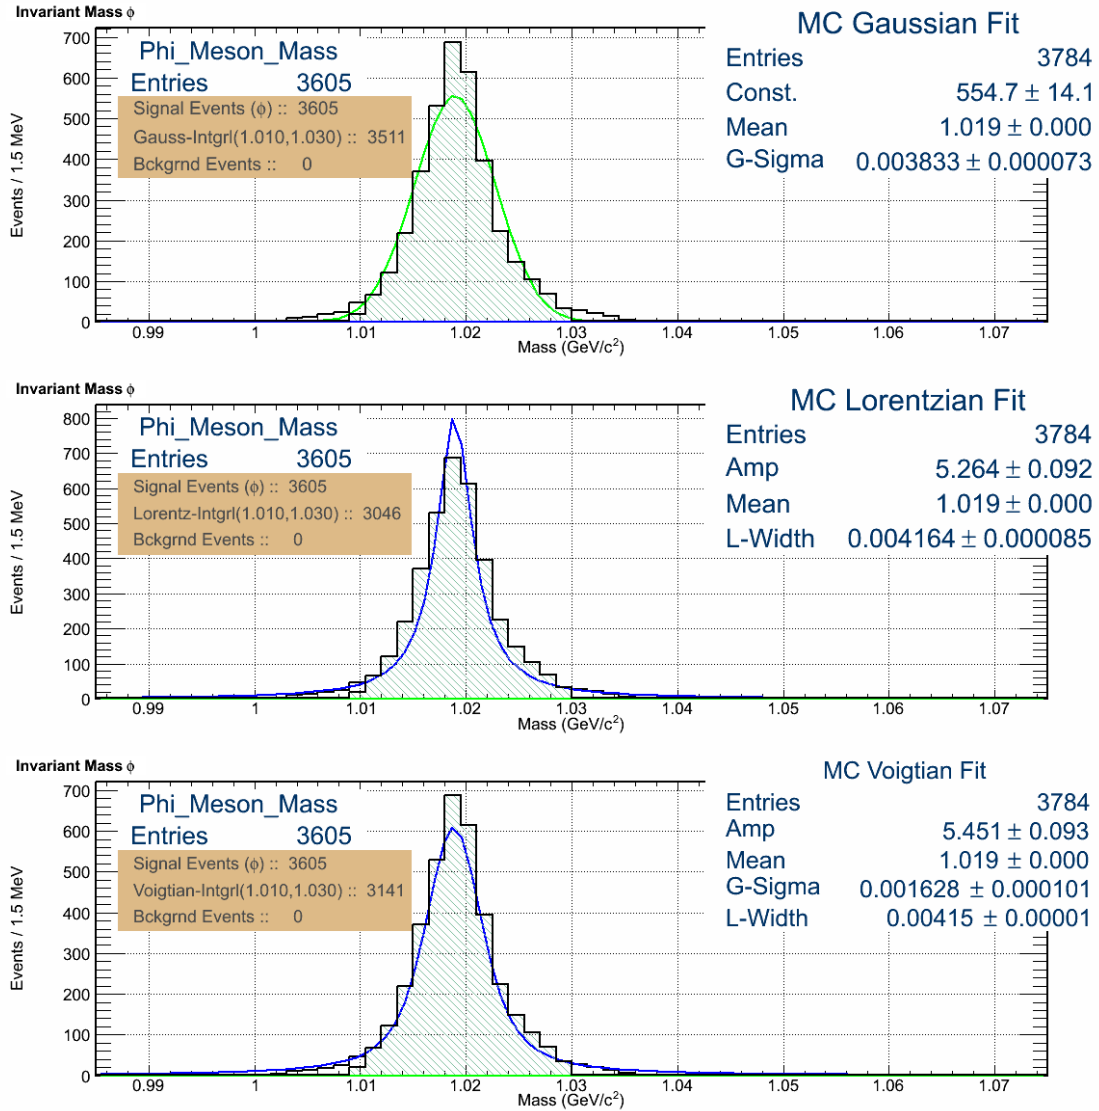 Invariant Mass ϕ
MC Gaussian Fit
Entries 3784
Const. 554.7 ± 14.1
Mean 1.019 ± 0.000
G-Sigma 0.003833 ± 0.000073
Phi_Meson_Mass
Entries 3605
Signal Events (ϕ) :: 3605
Gauss-Intgrl(1.010,1.030) :: 3511
Bckgrnd Events :: 0
Events / 1.5 MeV
700
600
500
400
300
200
100
0
0.99 1 1.01 1.02 1.03 1.04 1.05 1.06 1.07
Mass (GeV/c²)
Invariant Mass ϕ
MC Lorentzian Fit
Entries 3784
Amp 5.264 ± 0.092
Mean 1.019 ± 0.000
L-Width 0.004164 ± 0.000085
Phi_Meson_Mass
Entries 3605
Signal Events (ϕ) :: 3605
Lorentz-Intgrl(1.010,1.030) :: 3046
Bckgrnd Events :: 0
Events / 1.5 MeV
800
700
600
500
400
300
200
100
0
0.99 1 1.01 1.02 1.03 1.04 1.05 1.06 1.07
Mass (GeV/c²)
Invariant Mass ϕ
MC Voigtian Fit
Entries 3784
Amp 5.451 ± 0.093
Mean 1.019 ± 0.000
G-Sigma 0.001628 ± 0.000101
L-Width 0.00415 ± 0.00001
Phi_Meson_Mass
Entries 3605
Signal Events (ϕ) :: 3605
Voigtian-Intgrl(1.010,1.030) :: 3141
Bckgrnd Events :: 0
Events / 1.5 MeV
700
600
500
400
300
200
100
0
0.99 1 1.01 1.02 1.03 1.04 1.05 1.06 1.07
Mass (GeV/c²)